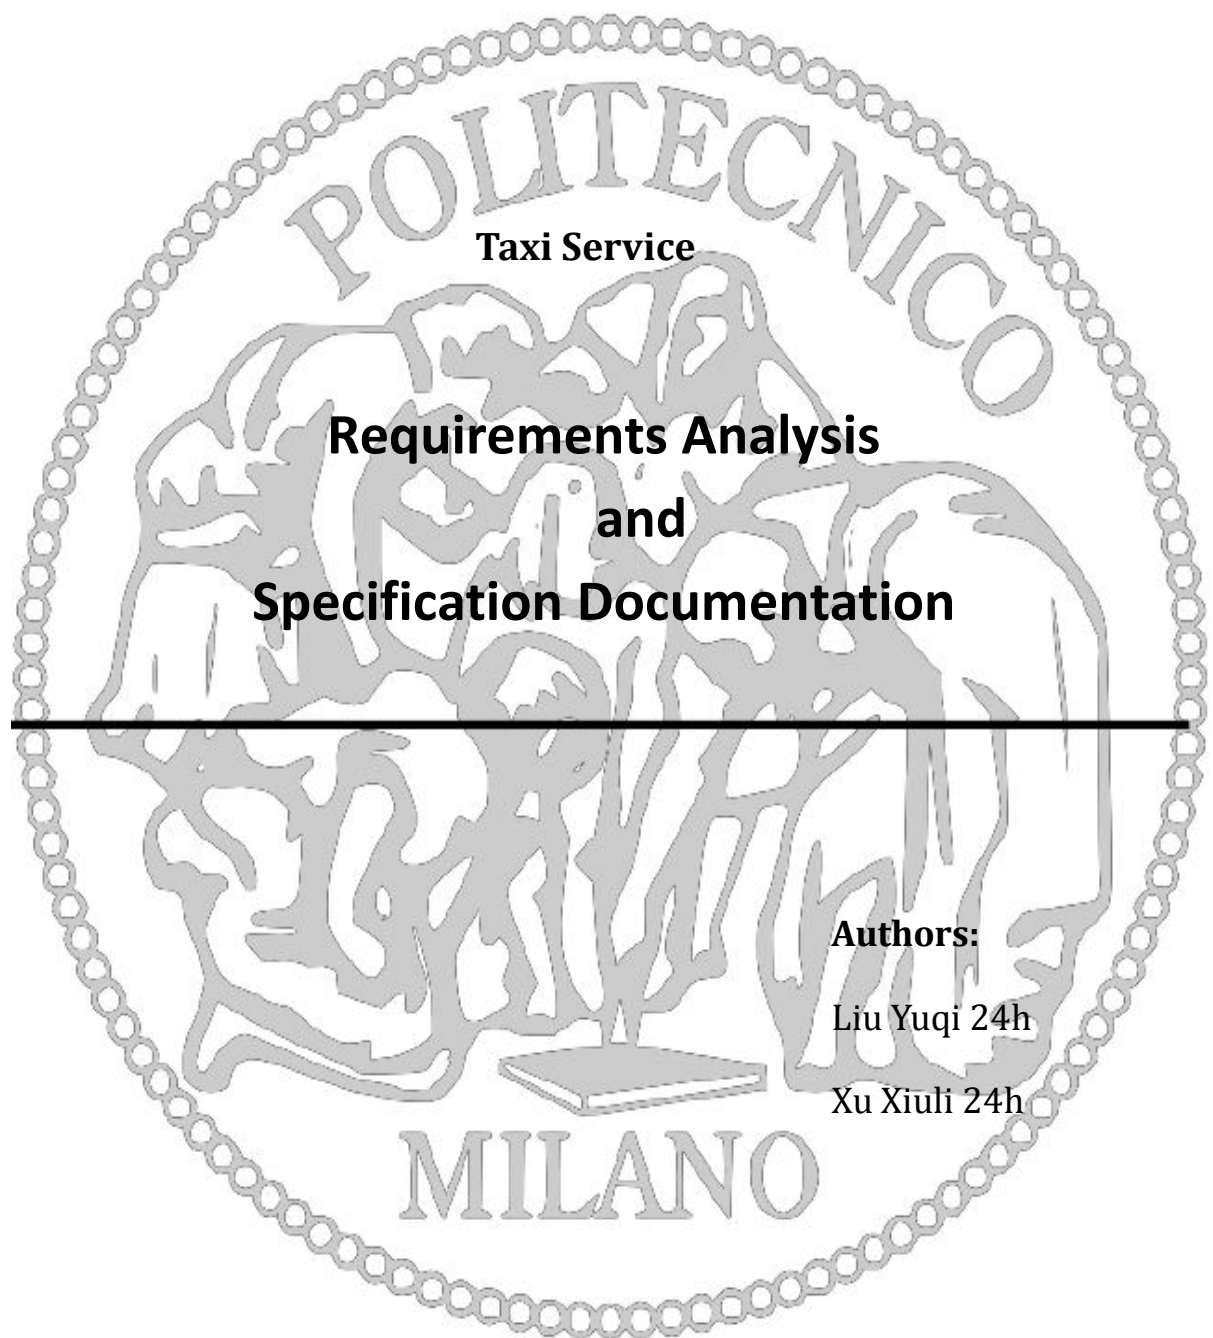 POLITECNICO
Taxi Service
Requirements Analysis
and
Specification Documentation
Authors:
Liu Yuqi 24h
Xu Xiuli 24h
MILANO